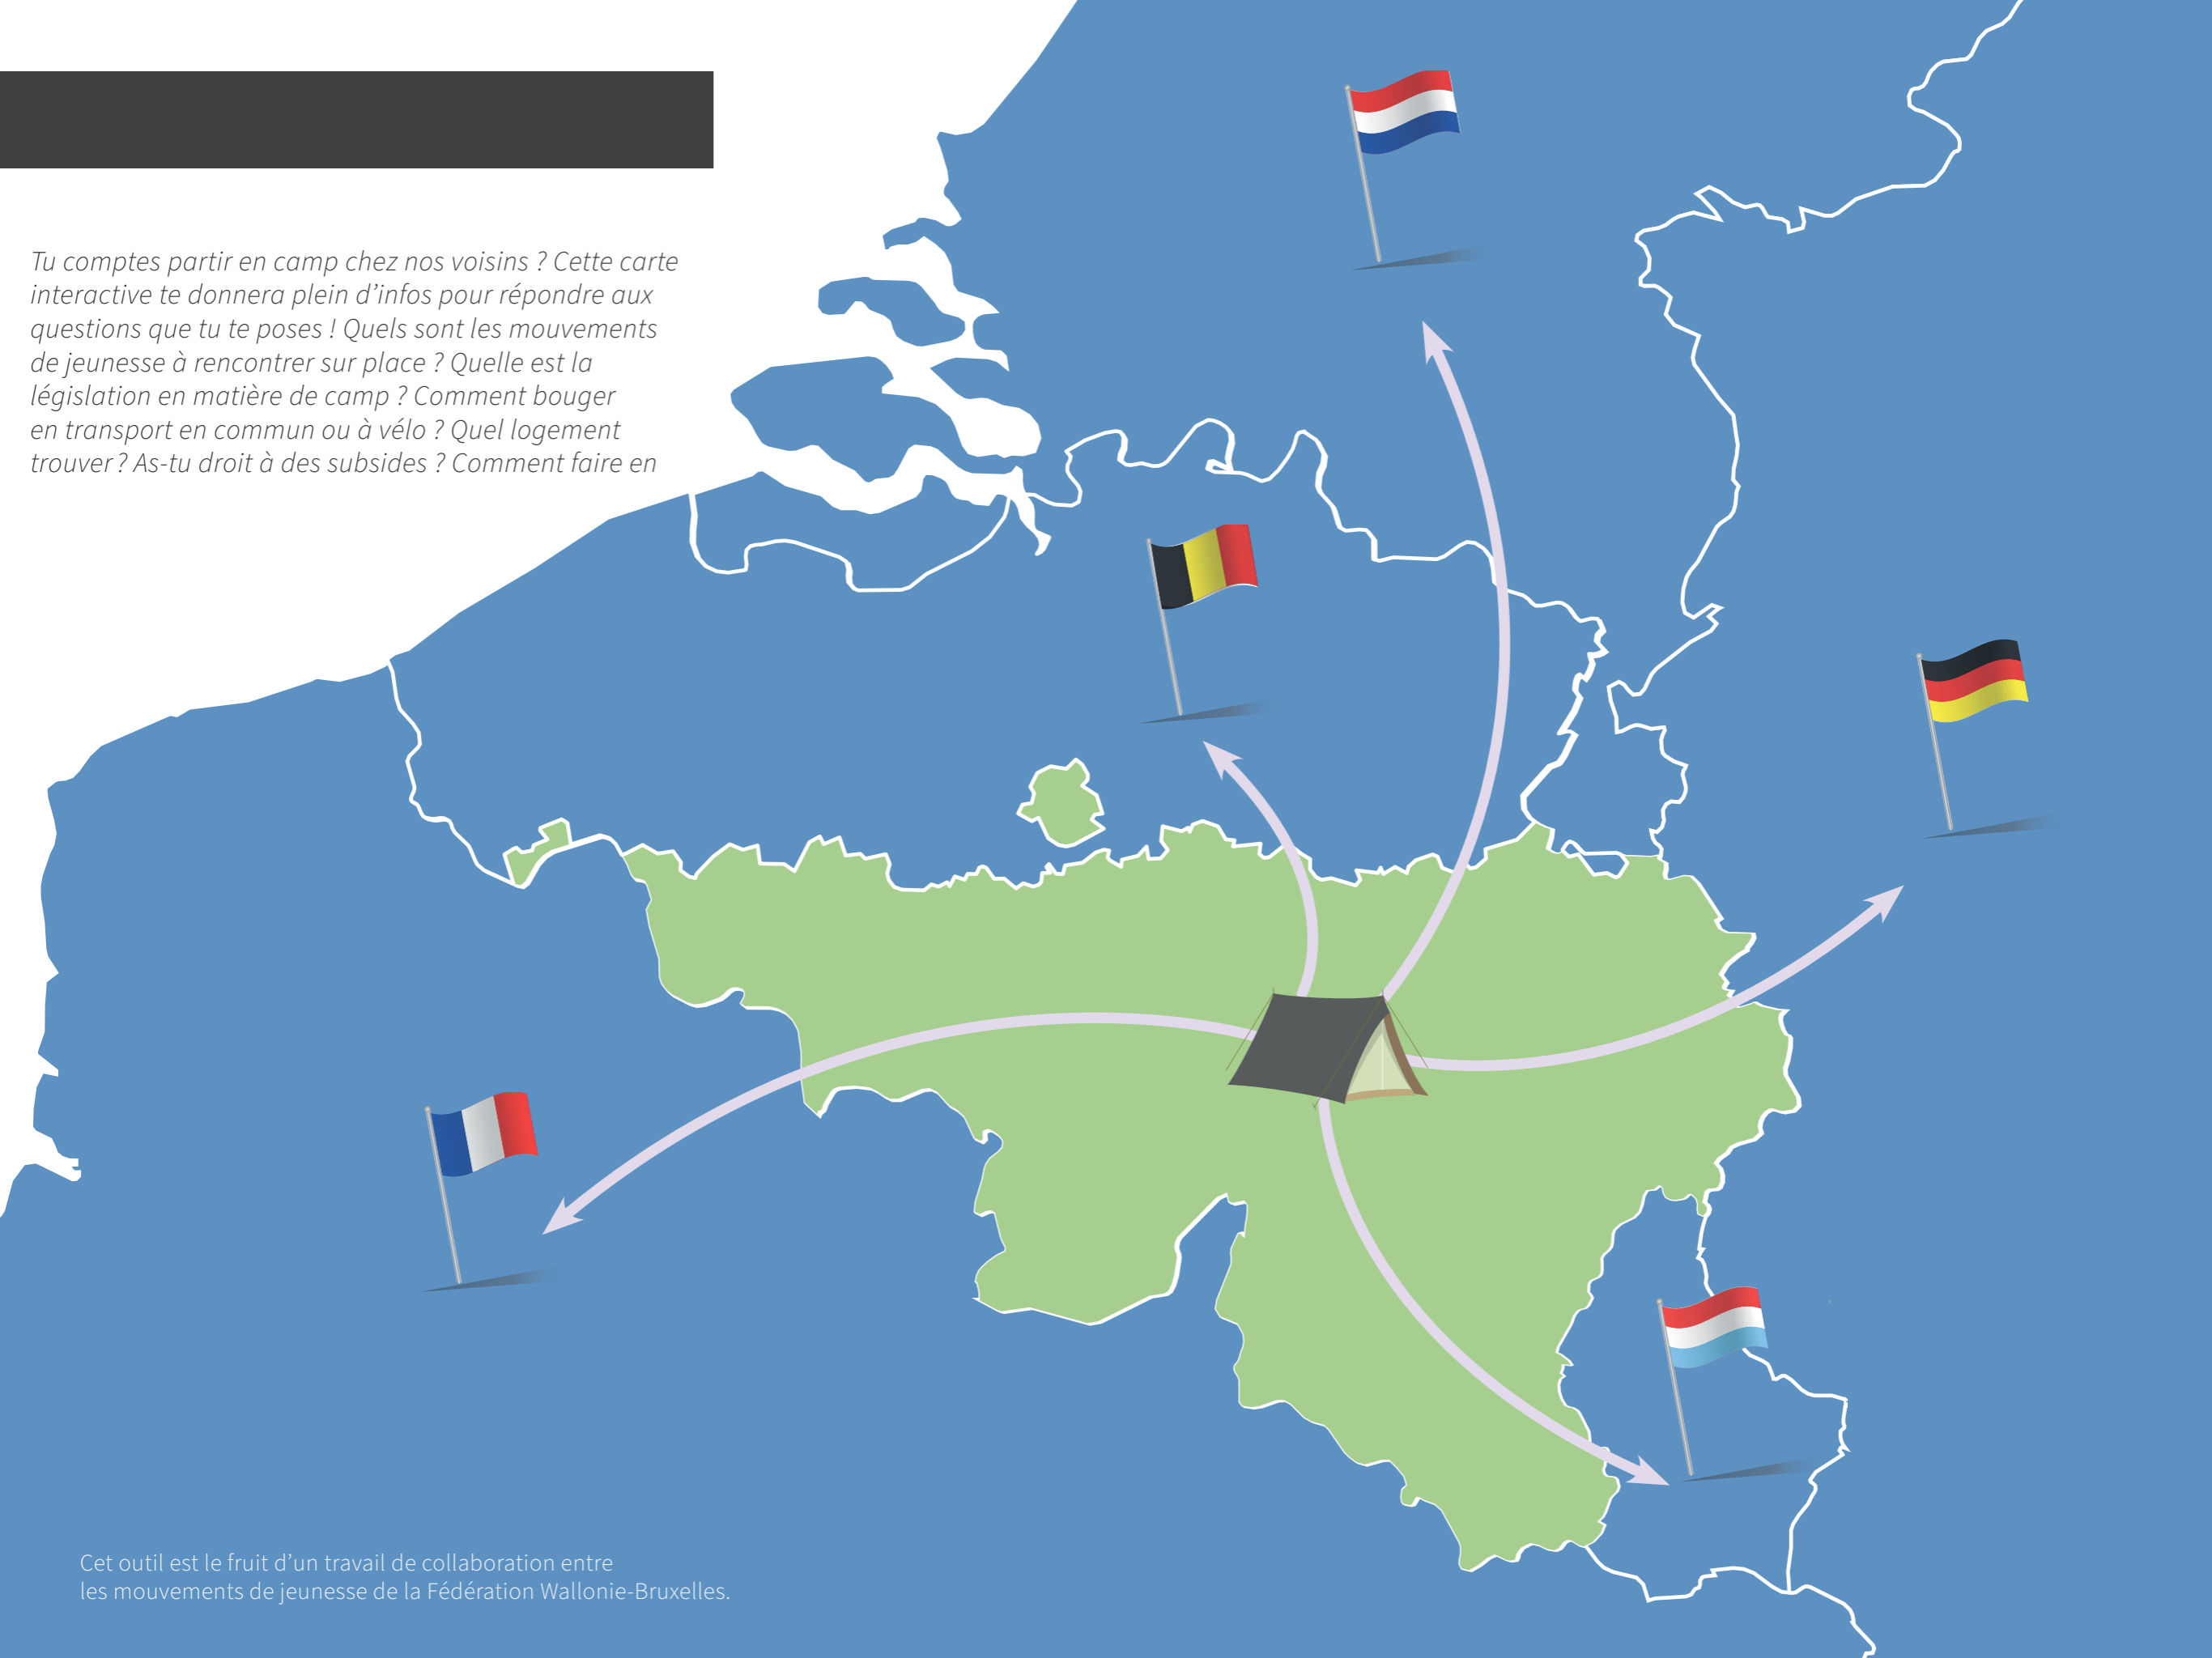 Tu comptes partir en camp chez nos voisins ? Cette carte
interactive te donnera plein d’infos pour répondre aux
questions que tu te poses ! Quels sont les mouvements
de jeunesse à rencontrer sur place ? Quelle est la
législation en matière de camp ? Comment bouger
en transport en commun ou à vélo ? Quel logement
trouver ? As-tu droit à des subsides ? Comment faire en
Cet outil est le fruit d’un travail de collaboration entre
les mouvements de jeunesse de la Fédération Wallonie-Bruxelles.